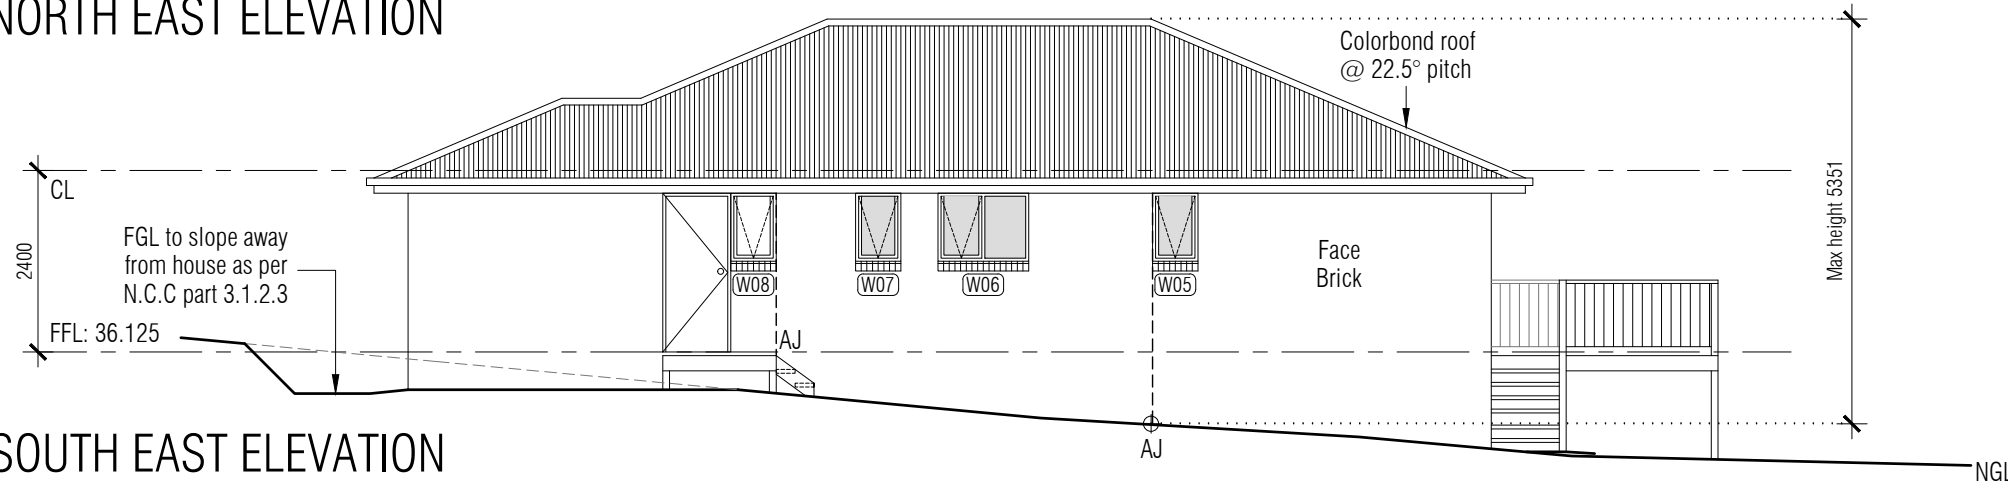 NORTH EAST ELEVATION
Colorbond roof
@ 22.5° pitch
CL
2400
FGL to slope away
from house as per
N.C.C part 3.1.2.3
FFL: 36.125
W08
W07
W06
W05
Face
Brick
Max height 5351
AJ
AJ
SOUTH EAST ELEVATION
NGL